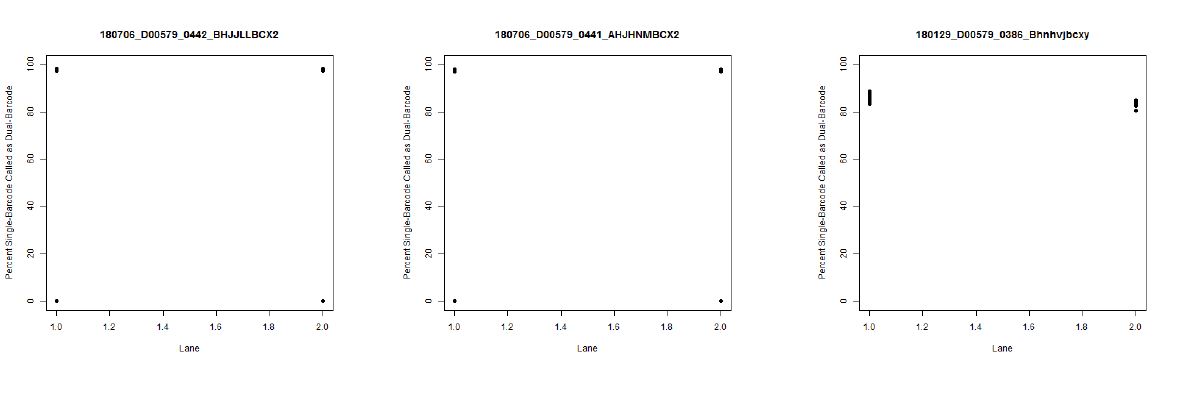 180706_D00579_0442_BHJJLLBCX2
Percent Single-Barcode Called as Dual-Barcode
100
80
60
40
20
0
1.0 1.2 1.4 1.6 1.8 2.0
Lane
180706_D00579_0441_AHJHNMBCX2
Percent Single-Barcode Called as Dual-Barcode
100
80
60
40
20
0
1.0 1.2 1.4 1.6 1.8 2.0
Lane
180129_D00579_0386_Bhnhvjbcxy
Percent Single-Barcode Called as Dual-Barcode
100
80
60
40
20
0
1.0 1.2 1.4 1.6 1.8 2.0
Lane